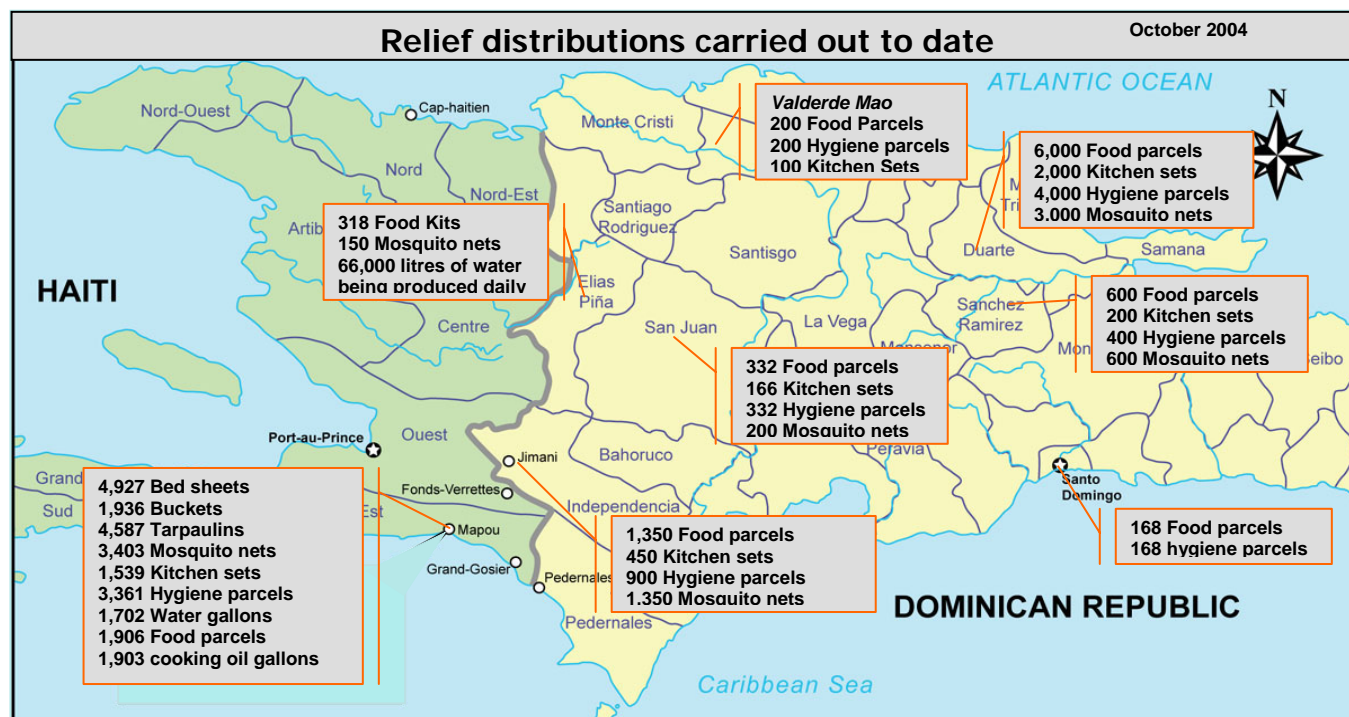 Relief distributions carried out to date
October 2004
ATLANTIC OCEAN
N
Nord-Ouest
Cap-haitien
Nord
Nord-Est
Centre
HAITI
Port-au-Prince
Ouest
Fonds-Verrettes
Mapou
Grand-Gosier
Grand
Sud
Est
Monte Cristi
Santiago
Rodriguez
Santisgo
Elias
Piña
San Juan
La Vega
Duarte
Samana
Sanchez
Ramirez
Bahoruco
Peravia
Jimani
Independencia
Pedernales
Pedernales
Santo
Domingo
DOMINICAN REPUBLIC
Caribbean Sea
Valderde Mao
200 Food Parcels
200 Hygiene parcels
100 Kitchen Sets
6,000 Food parcels
2,000 Kitchen sets
4,000 Hygiene parcels
3.000 Mosquito nets
318 Food Kits
150 Mosquito nets
66,000 litres of water
being produced daily
600 Food parcels
200 Kitchen sets
400 Hygiene parcels
600 Mosquito nets
332 Food parcels
166 Kitchen sets
332 Hygiene parcels
200 Mosquito nets
4,927 Bed sheets
1,936 Buckets
4,587 Tarpaulins
3,403 Mosquito nets
1,539 Kitchen sets
3,361 Hygiene parcels
1,702 Water gallons
1,906 Food parcels
1,903 cooking oil gallons
1,350 Food parcels
450 Kitchen sets
900 Hygiene parcels
1.350 Mosquito nets
168 Food parcels
168 hygiene parcels